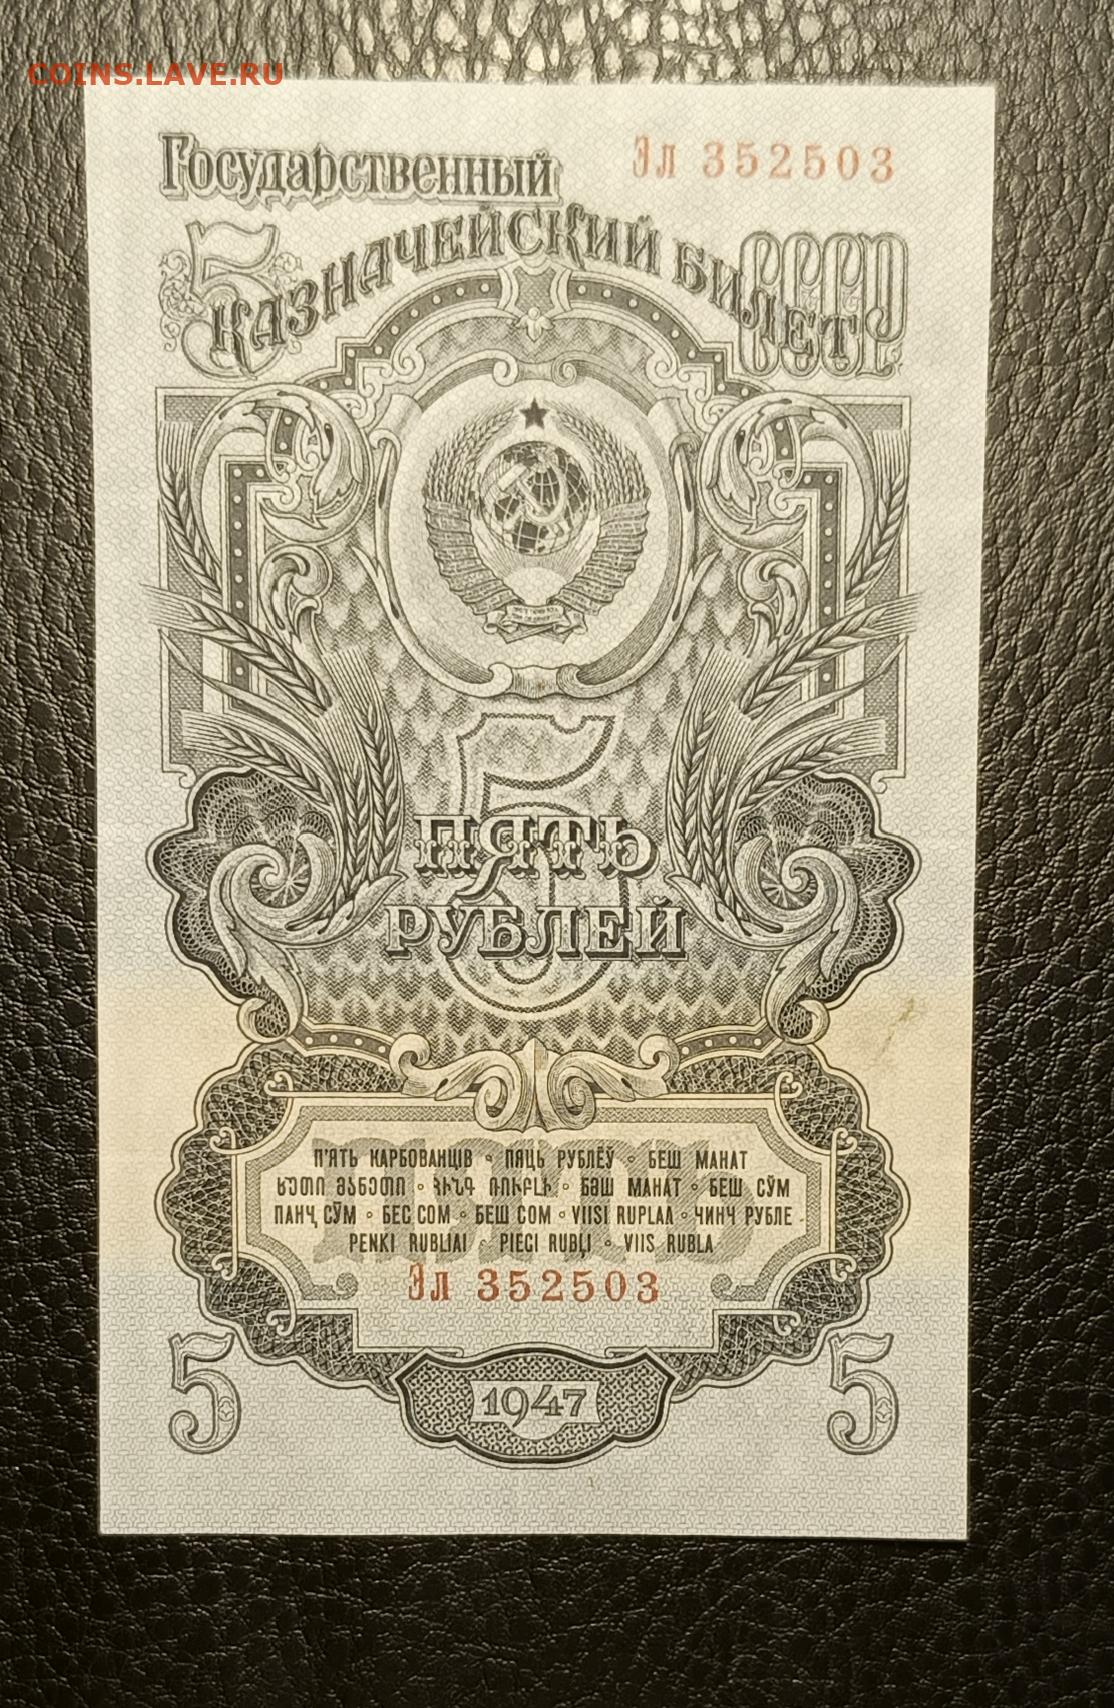 COINS.LAVE.RU
Государственный
Эл 352503
5
КАЗНАЧЕЙСКИЙ БИЛЕТ
СССР
5
ПЯТЬ
РУБЛЕЙ
П'ЯТЬ КАРБОВАНЦІВ • ПЯЦЬ РУБЛЁЎ • БЕШ МАНАТ
ხუთი მანეთი • ՀԻՆԳ ՌՈՒԲԼԻ • БӘШ МАНАТ • БЕШ СЎМ
ПАНҶ СӮМ • БЕС СОМ • БЕШ СОМ • VIISI RUPLAA • ЧИНЧ РУБЛЕ
PENKI RUBLIAI • PIECI RUBĻI • VIIS RUBLA
Эл 352503
5
1947
5